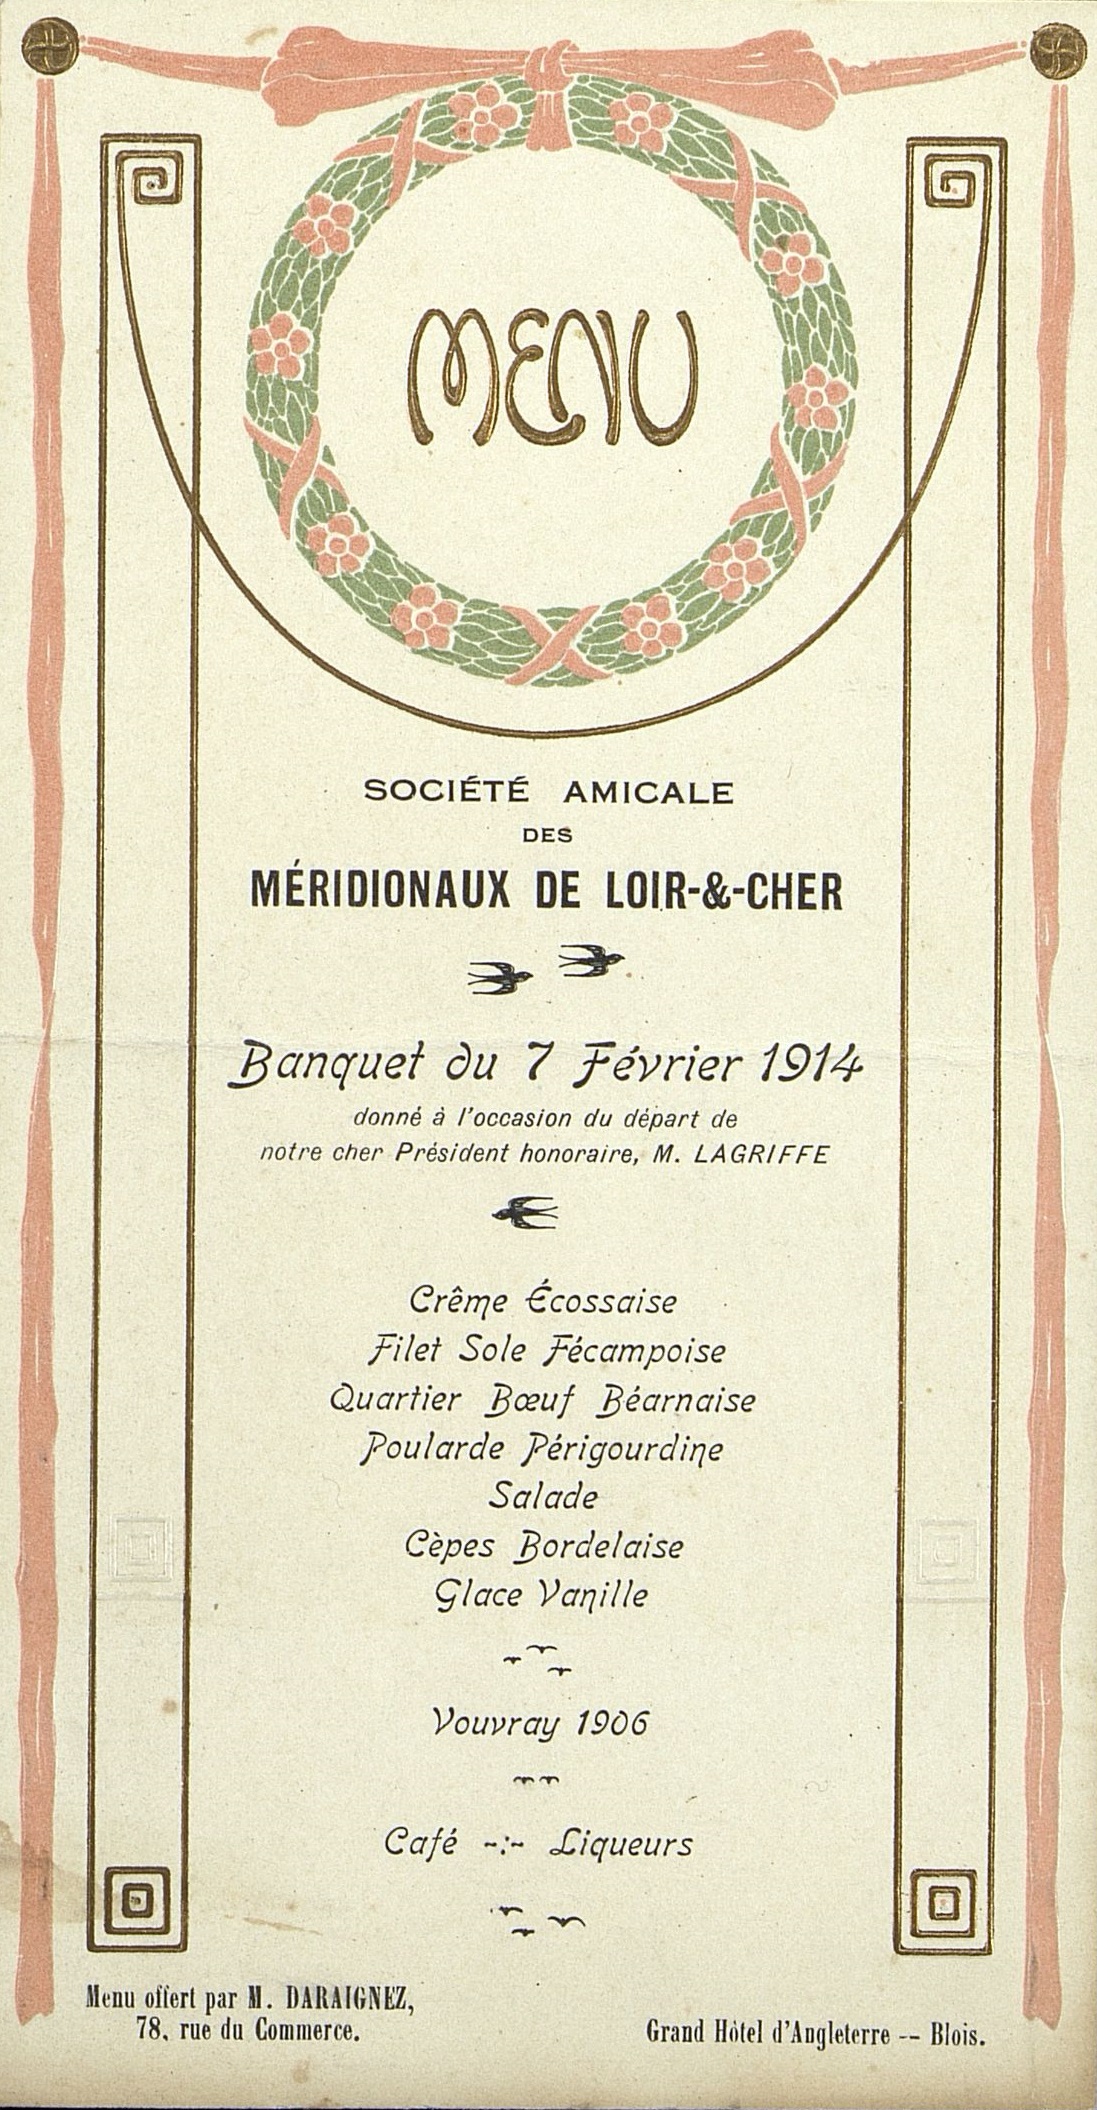 MENU
SOCIÉTÉ AMICALE
DES
MÉRIDIONAUX DE LOIR-&-CHER
Banquet du 7 Février 1914
donné à l'occasion du départ de
notre cher Président honoraire, M. LAGRIFFE
Crême Écossaise
Filet Sole Fécampoise
Quartier Bœuf Béarnaise
Poularde Périgourdine
Salade
Cèpes Bordelaise
Glace Vanille
Vouvray 1906
Café -:- Liqueurs
Menu offert par M. DARAIGNEZ,
78, rue du Commerce.
Grand Hôtel d'Angleterre -- Blois.